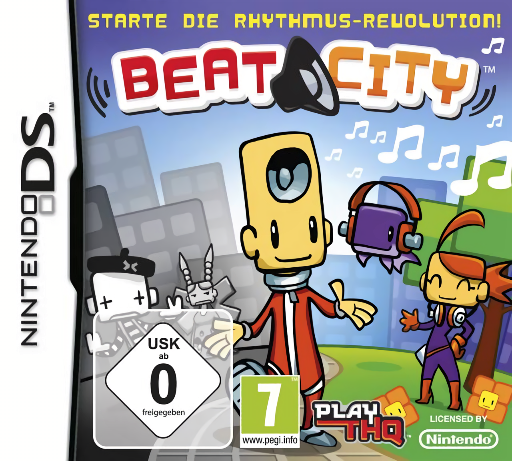 STARTE DIE RHYTHMUS-REVOLUTION!
BEAT CITY
TM
NINTENDO DS
TM
USK
ab
0
freigegeben
7
www.pegi.info
PLAY
THQ
LICENSED BY
Nintendo